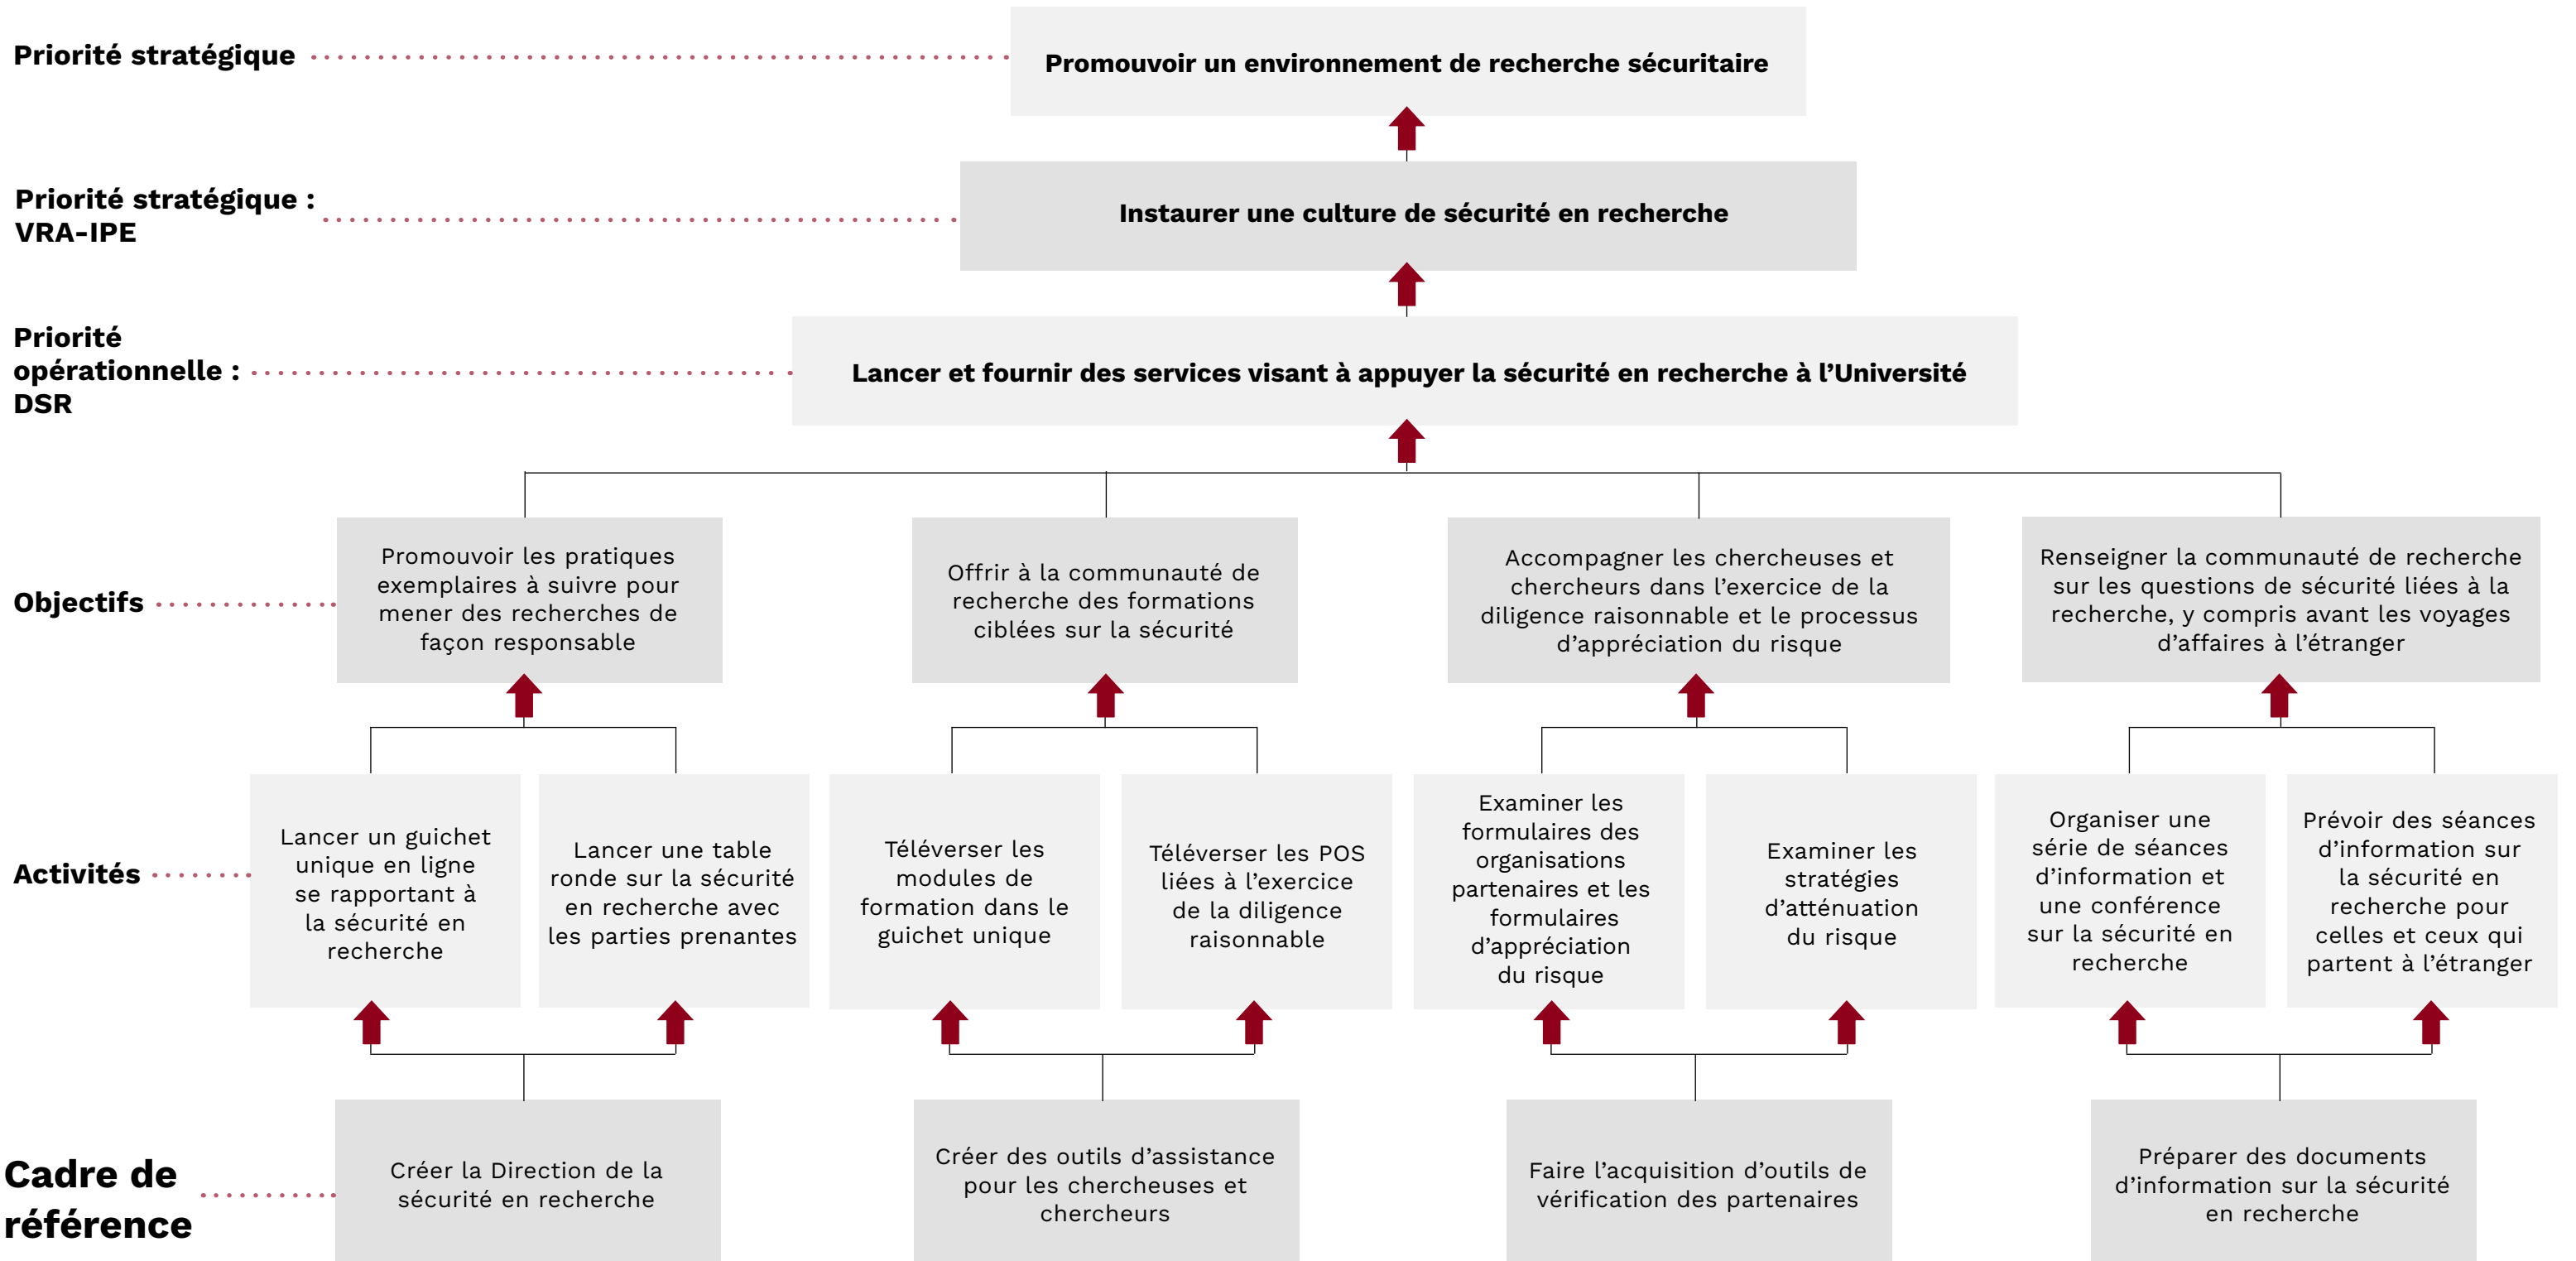 Priorité stratégique
Promouvoir un environnement de recherche sécuritaire
Priorité stratégique :
VRA-IPE
Instaurer une culture de sécurité en recherche
Priorité
opérationnelle :
DSR
Lancer et fournir des services visant à appuyer la sécurité en recherche à l’Université
Objectifs
Promouvoir les pratiques
exemplaires à suivre pour
mener des recherches de
façon responsable
Offrir à la communauté de
recherche des formations
ciblées sur la sécurité
Accompagner les chercheuses et
chercheurs dans l’exercice de la
diligence raisonnable et le processus
d’appréciation du risque
Renseigner la communauté de recherche
sur les questions de sécurité liées à la
recherche, y compris avant les voyages
d’affaires à l’étranger
Activités
Lancer un guichet
unique en ligne
se rapportant à
la sécurité en
recherche
Lancer une table
ronde sur la sécurité
en recherche avec
les parties prenantes
Téléverser les
modules de
formation dans le
guichet unique
Téléverser les POS
liées à l’exercice
de la diligence
raisonnable
Examiner les
formulaires des
organisations
partenaires et les
formulaires
d’appréciation
du risque
Examiner les
stratégies
d’atténuation
du risque
Organiser une
série de séances
d’information et
une conférence
sur la sécurité en
recherche
Prévoir des séances
d’information sur
la sécurité en
recherche pour
celles et ceux qui
partent à l’étranger
Cadre de
référence
Créer la Direction de la
sécurité en recherche
Créer des outils d’assistance
pour les chercheuses et
chercheurs
Faire l’acquisition d’outils de
vérification des partenaires
Préparer des documents
d’information sur la sécurité
en recherche